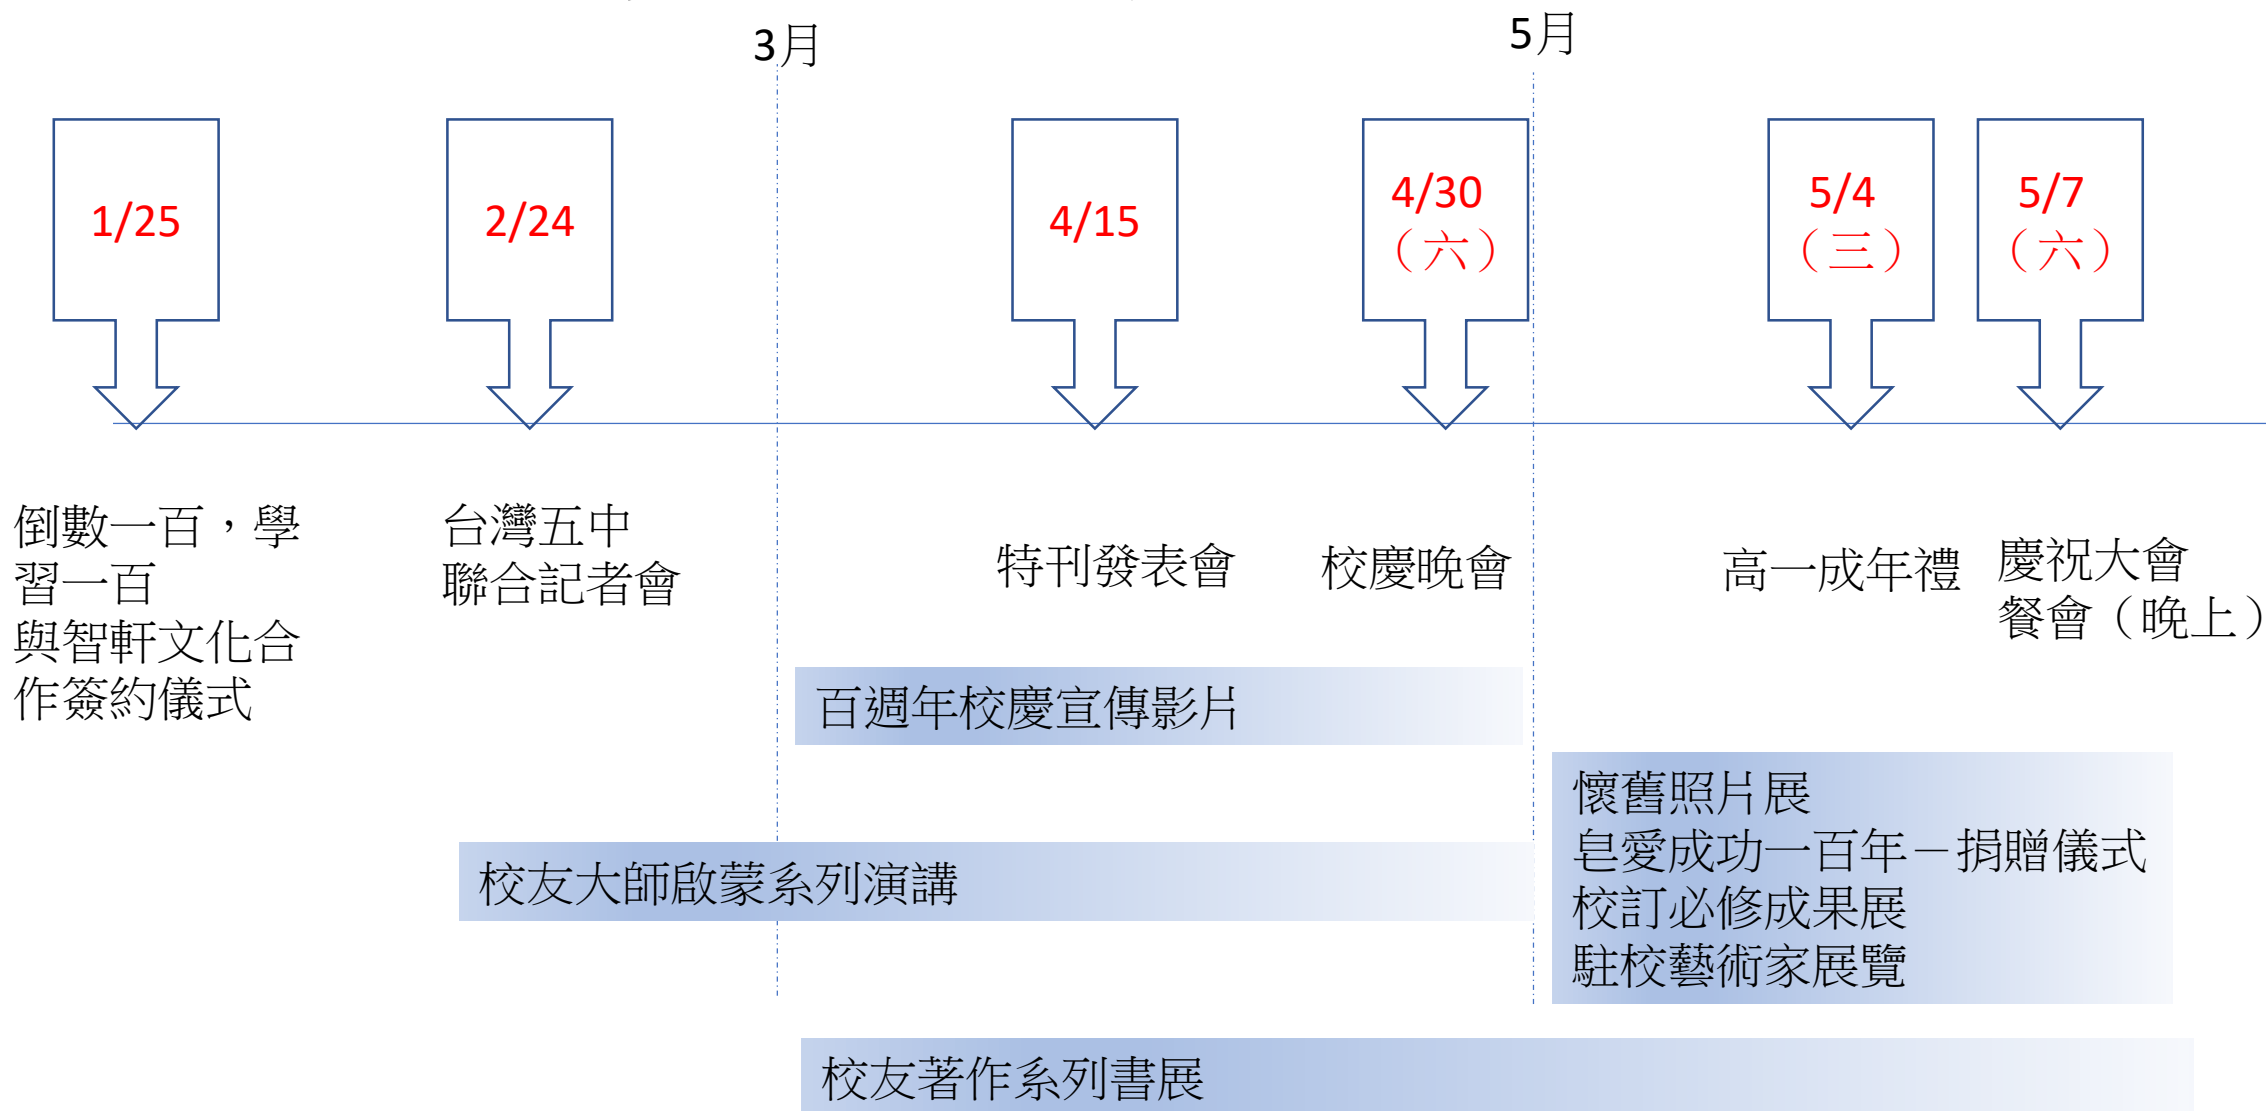 3月
5月
1/25
2/24
4/15
4/30
（六）
5/4
（三）
5/7
（六）
倒數一百，學
習一百
與智軒文化合
作簽約儀式
台灣五中
聯合記者會
特刊發表會
校慶晚會
高一成年禮
慶祝大會
餐會（晚上）
百週年校慶宣傳影片
懷舊照片展
皂愛成功一百年－捐贈儀式
校訂必修成果展
駐校藝術家展覽
校友大師啟蒙系列演講
校友著作系列書展